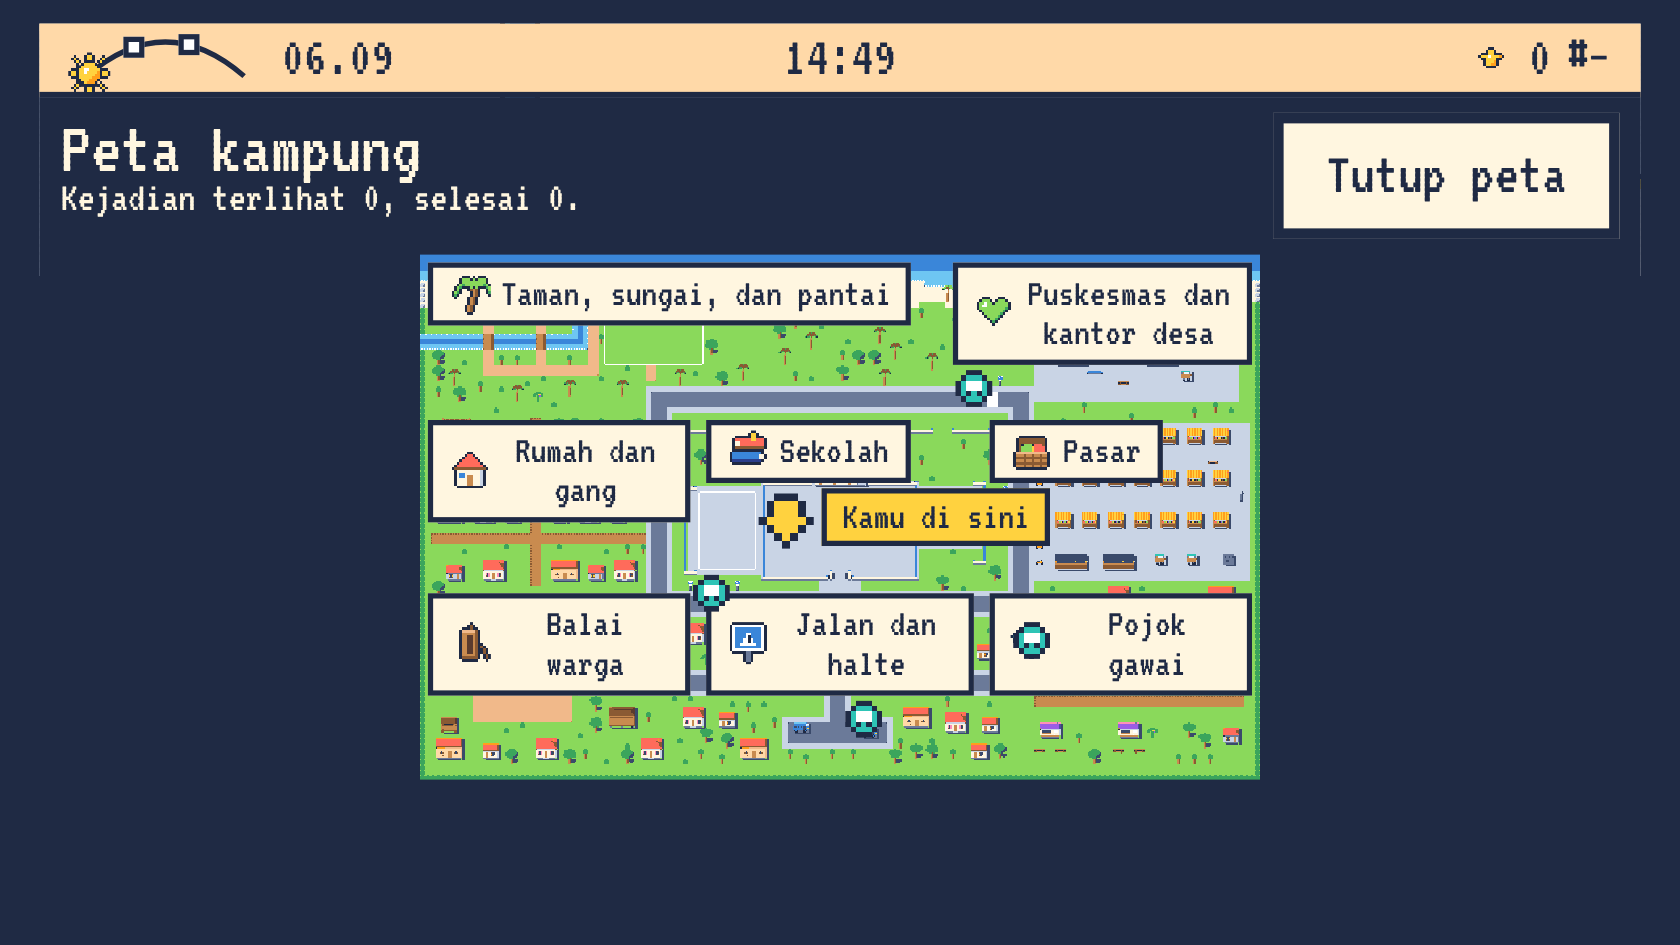 06.09
14:49
0 #-
Peta kampung
Kejadian terlihat 0, selesai 0.
Tutup peta
Taman, sungai, dan pantai
Puskesmas dan
kantor desa
Rumah dan
gang
Sekolah
Pasar
Kamu di sini
Balai
warga
Jalan dan
halte
Pojok
gawai